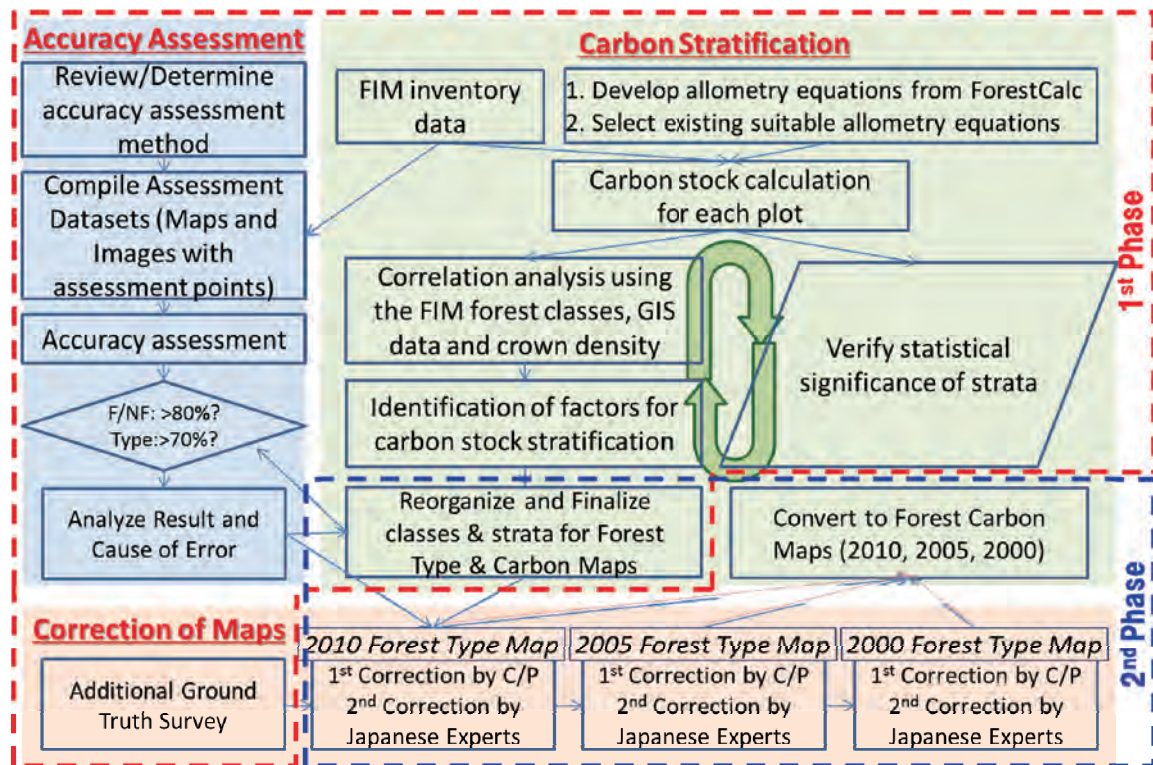 Accuracy Assessment
Review/Determine
accuracy assessment
method
Compile Assessment
Datasets (Maps and
Images with
assessment points)
Accuracy assessment
F/NF: >80%?
Type:>70%?
Analyze Result and
Cause of Error
Carbon Stratification
FIM inventory
data
1. Develop allometry equations from ForestCalc
2. Select existing suitable allometry equations
Carbon stock calculation
for each plot
Correlation analysis using
the FIM forest classes, GIS
data and crown density
Verify statistical
significance of strata
Identification of factors for
carbon stock stratification
Reorganize and Finalize
classes & strata for Forest
Type & Carbon Maps
Convert to Forest Carbon
Maps (2010, 2005, 2000)
1st Phase
2nd Phase
Correction of Maps
Additional Ground
Truth Survey
2010 Forest Type Map
1st Correction by C/P
2nd Correction by
Japanese Experts
2005 Forest Type Map
1st Correction by C/P
2nd Correction by
Japanese Experts
2000 Forest Type Map
1st Correction by C/P
2nd Correction by
Japanese Experts